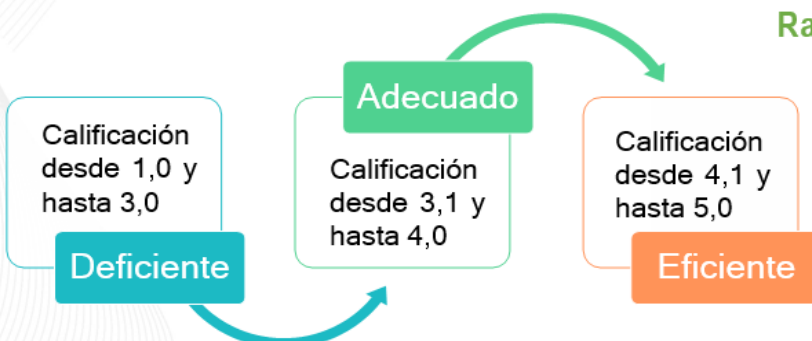 Ra
Calificación
desde 1,0 y
hasta 3,0
Deficiente
Adecuado
Calificación
desde 3,1 y
hasta 4,0
Calificación
desde 4,1 y
hasta 5,0
Eficiente